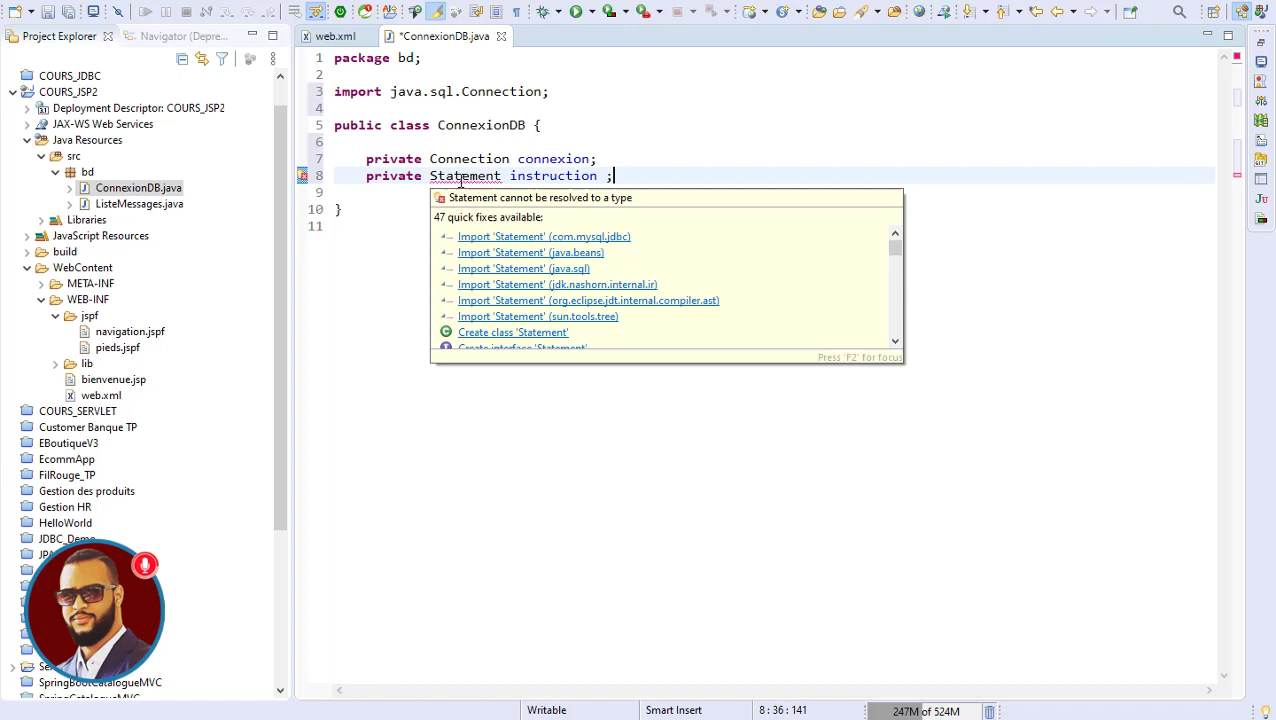 Project Explorer
Navigator (Depre...
web.xml
*ConnexionDB.java
COURS_JDBC
COURS_JSP2
Deployment Descriptor: COURS_JSP2
JAX-WS Web Services
Java Resources
src
bd
ConnexionDB.java
ListeMessages.java
Libraries
JavaScript Resources
build
WebContent
META-INF
WEB-INF
jspf
navigation.jspf
pieds.jspf
lib
bienvenue.jsp
web.xml
COURS_SERVLET
Customer Banque TP
EBoutiqueV3
EcommApp
FilRouge_TP
Gestion des produits
Gestion HR
HelloWorld
JDBC_Demo
SpringBootCatalogueMVC
SpringCatalogueMVC
1 package bd;
2
3 import java.sql.Connection;
4
5 public class ConnexionDB {
6
7 private Connection connexion;
8 private Statement instruction ;
9
10 }
11
Statement cannot be resolved to a type
47 quick fixes available:
Import 'Statement' (com.mysql.jdbc)
Import 'Statement' (java.beans)
Import 'Statement' (java.sql)
Import 'Statement' (jdk.nashorn.internal.ir)
Import 'Statement' (org.eclipse.jdt.internal.compiler.ast)
Import 'Statement' (sun.tools.tree)
Create class 'Statement'
Create interface 'Statement'
Press 'F2' for focus
Writable
Smart Insert
8 : 36 : 141
247M of 524M